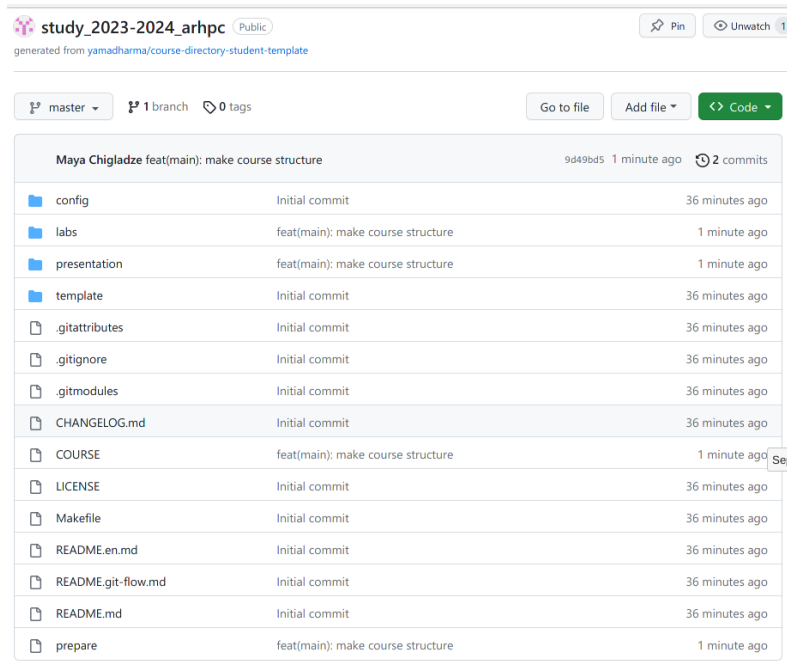 study_2023-2024_arhpc Public
Pin
Unwatch 1
generated from yamadharma/course-directory-student-template
master 1 branch 0 tags
Go to file Add file Code
Maya Chigladze feat(main): make course structure 9d49bd5 1 minute ago 2 commits
config Initial commit 36 minutes ago
labs feat(main): make course structure 1 minute ago
presentation feat(main): make course structure 1 minute ago
template Initial commit 36 minutes ago
.gitattributes Initial commit 36 minutes ago
.gitignore Initial commit 36 minutes ago
.gitmodules Initial commit 36 minutes ago
CHANGELOG.md Initial commit 36 minutes ago
COURSE feat(main): make course structure 1 minute ago
Sep
LICENSE Initial commit 36 minutes ago
Makefile Initial commit 36 minutes ago
README.en.md Initial commit 36 minutes ago
README.git-flow.md Initial commit 36 minutes ago
README.md Initial commit 36 minutes ago
prepare feat(main): make course structure 1 minute ago